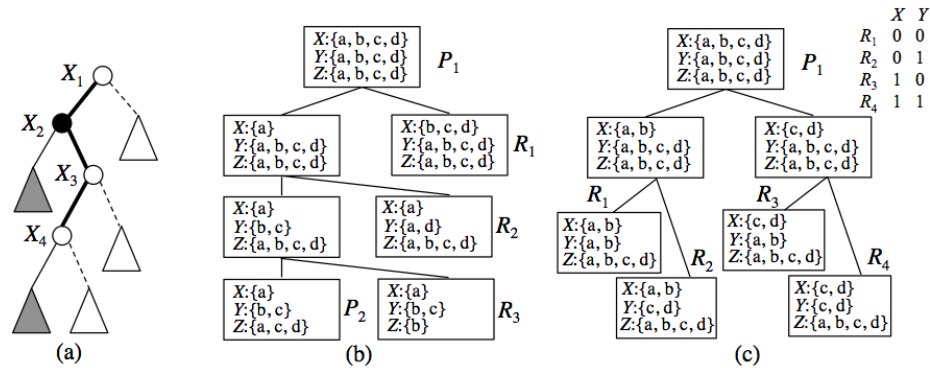 X1
X2
X3
X4
(a)
X:{a, b, c, d}
Y:{a, b, c, d}
Z:{a, b, c, d}
P1
X:{a}
Y:{a, b, c, d}
Z:{a, b, c, d}
X:{b, c, d}
Y:{a, b, c, d}
Z:{a, b, c, d}
R1
X:{a}
Y:{b, c}
Z:{a, b, c, d}
X:{a}
Y:{a, d}
Z:{a, b, c, d}
R2
X:{a}
Y:{b, c}
Z:{a, c, d}
P2
X:{a}
Y:{b, c}
Z:{b}
R3
(b)
X:{a, b, c, d}
Y:{a, b, c, d}
Z:{a, b, c, d}
P1
X Y
R1 0 0
R2 0 1
R3 1 0
R4 1 1
X:{a, b}
Y:{a, b, c, d}
Z:{a, b, c, d}
X:{c, d}
Y:{a, b, c, d}
Z:{a, b, c, d}
R1
X:{a, b}
Y:{a, b}
Z:{a, b, c, d}
R2
X:{a, b}
Y:{c, d}
Z:{a, b, c, d}
R3
X:{c, d}
Y:{a, b}
Z:{a, b, c, d}
R4
X:{c, d}
Y:{c, d}
Z:{a, b, c, d}
(c)